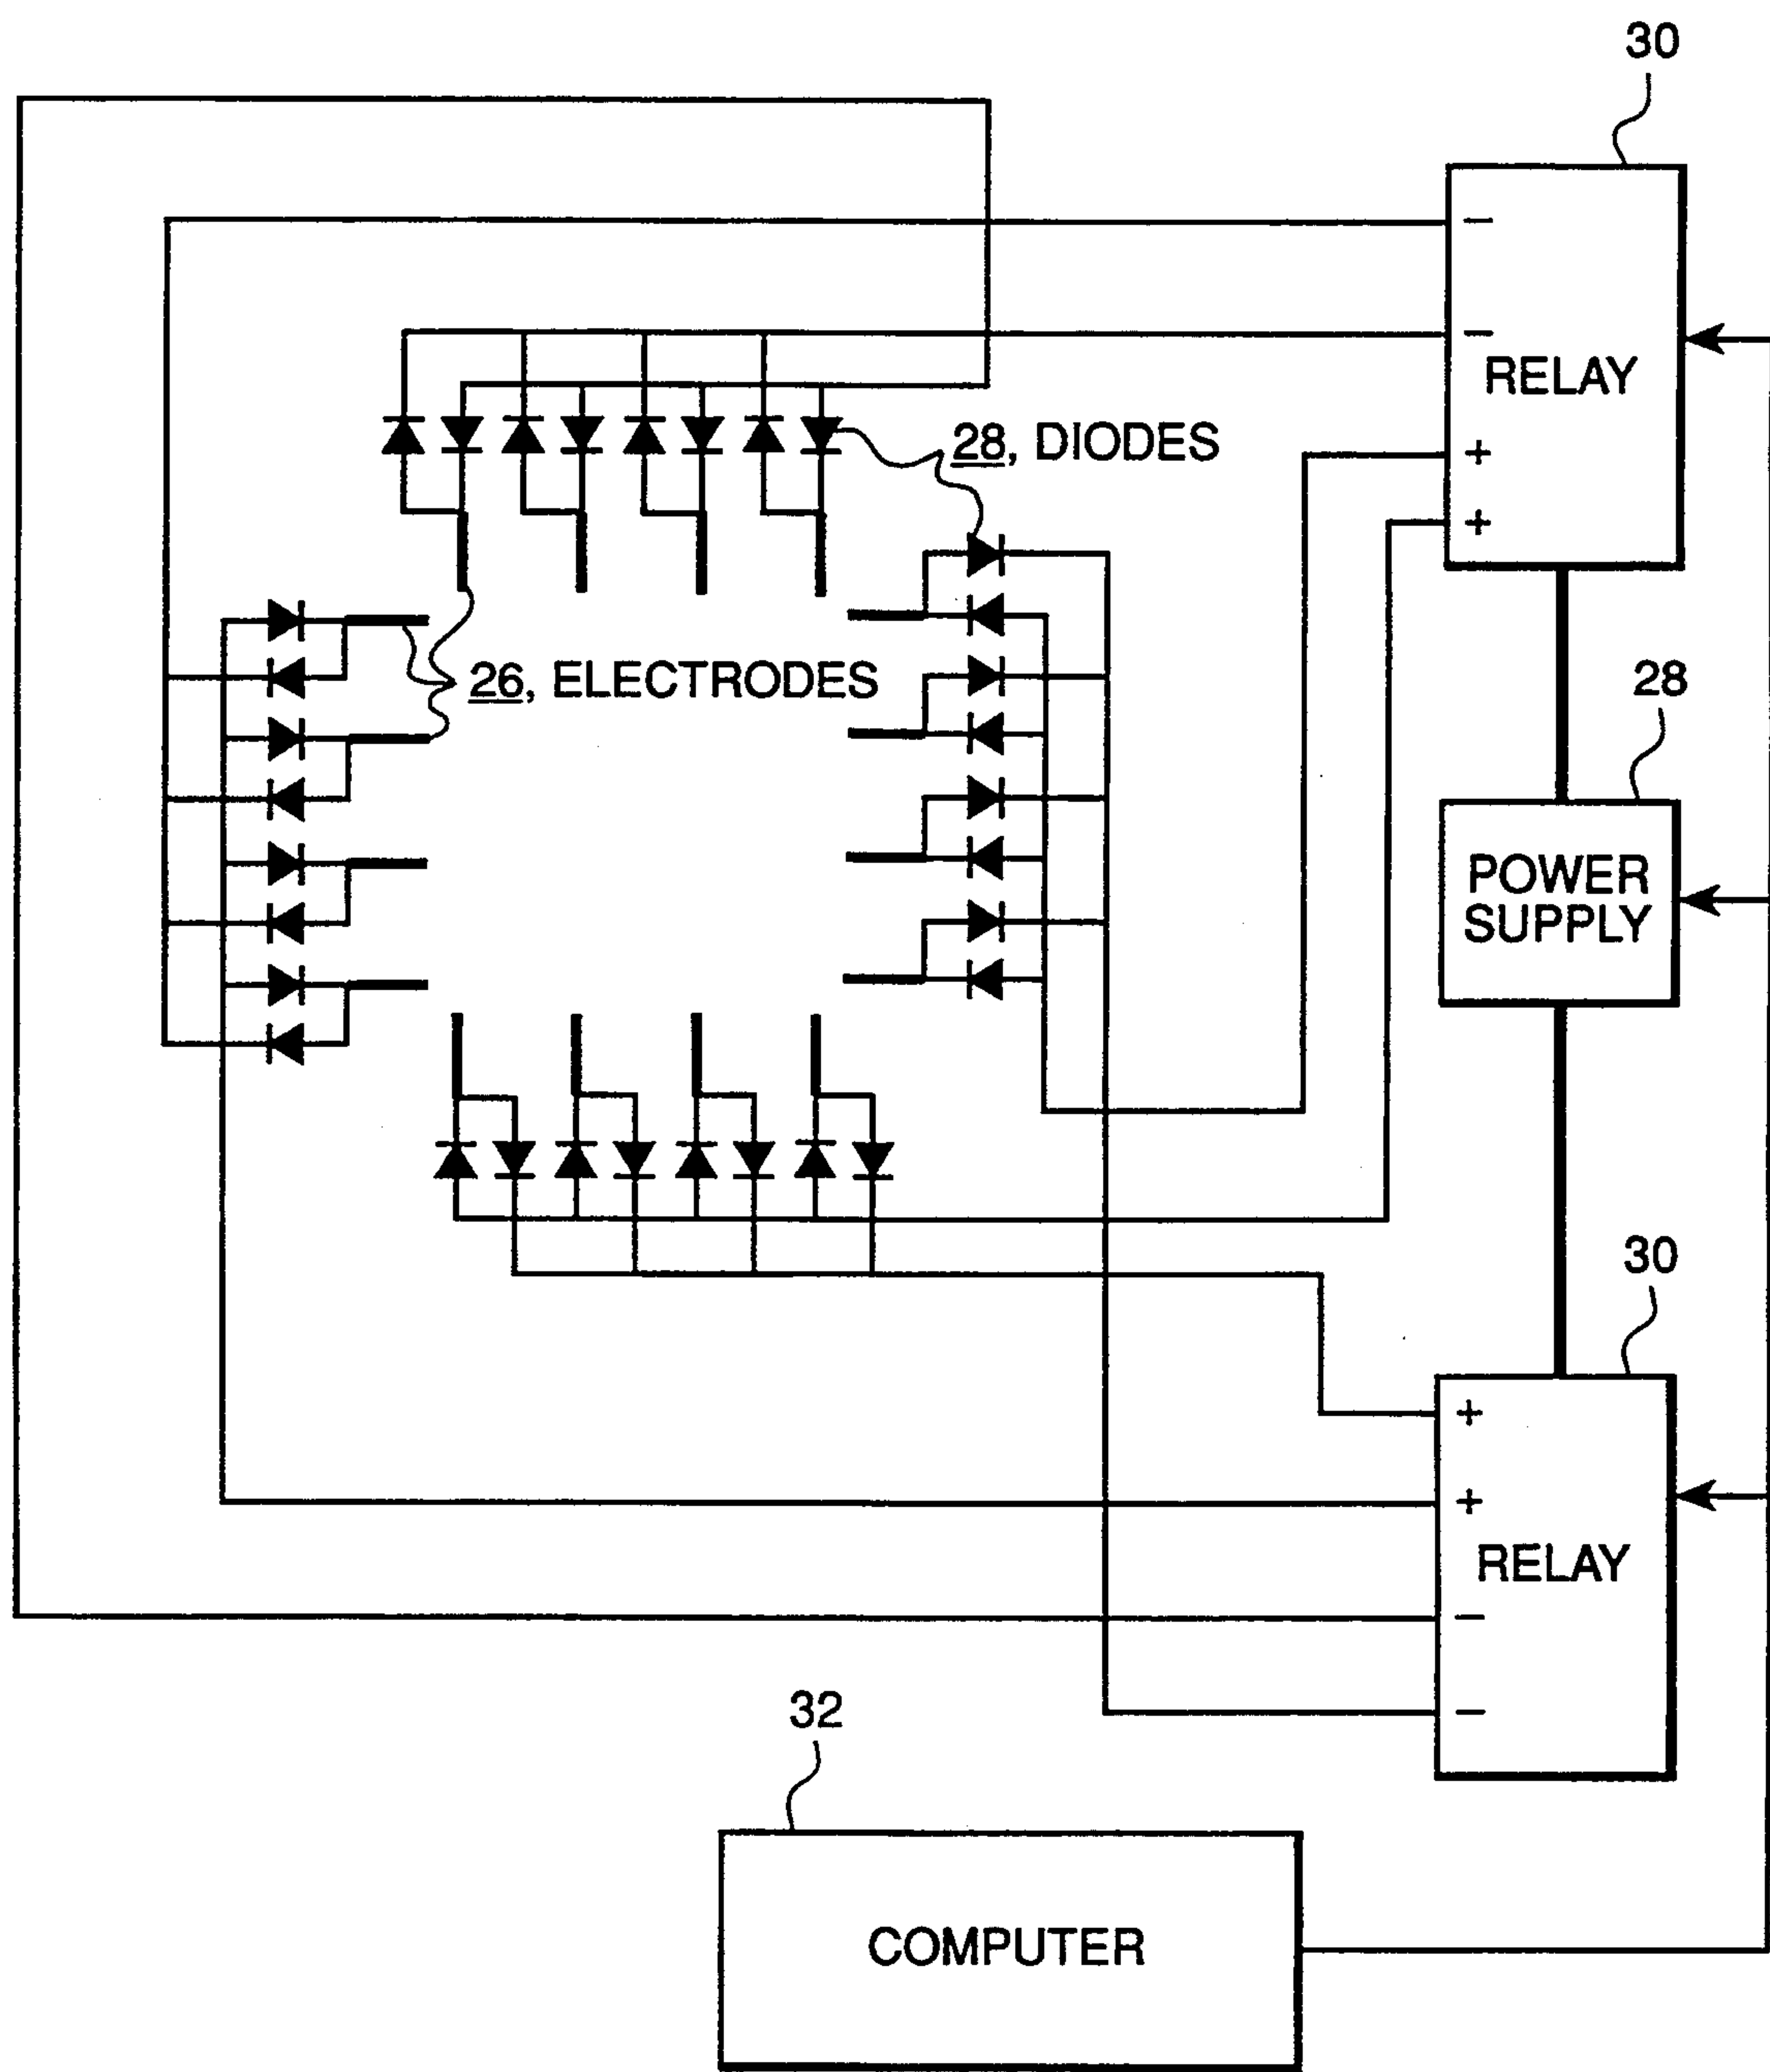 30
−
−
RELAY
+
+
28, DIODES
26, ELECTRODES
28
POWER
SUPPLY
30
+
+
RELAY
−
−
32
COMPUTER